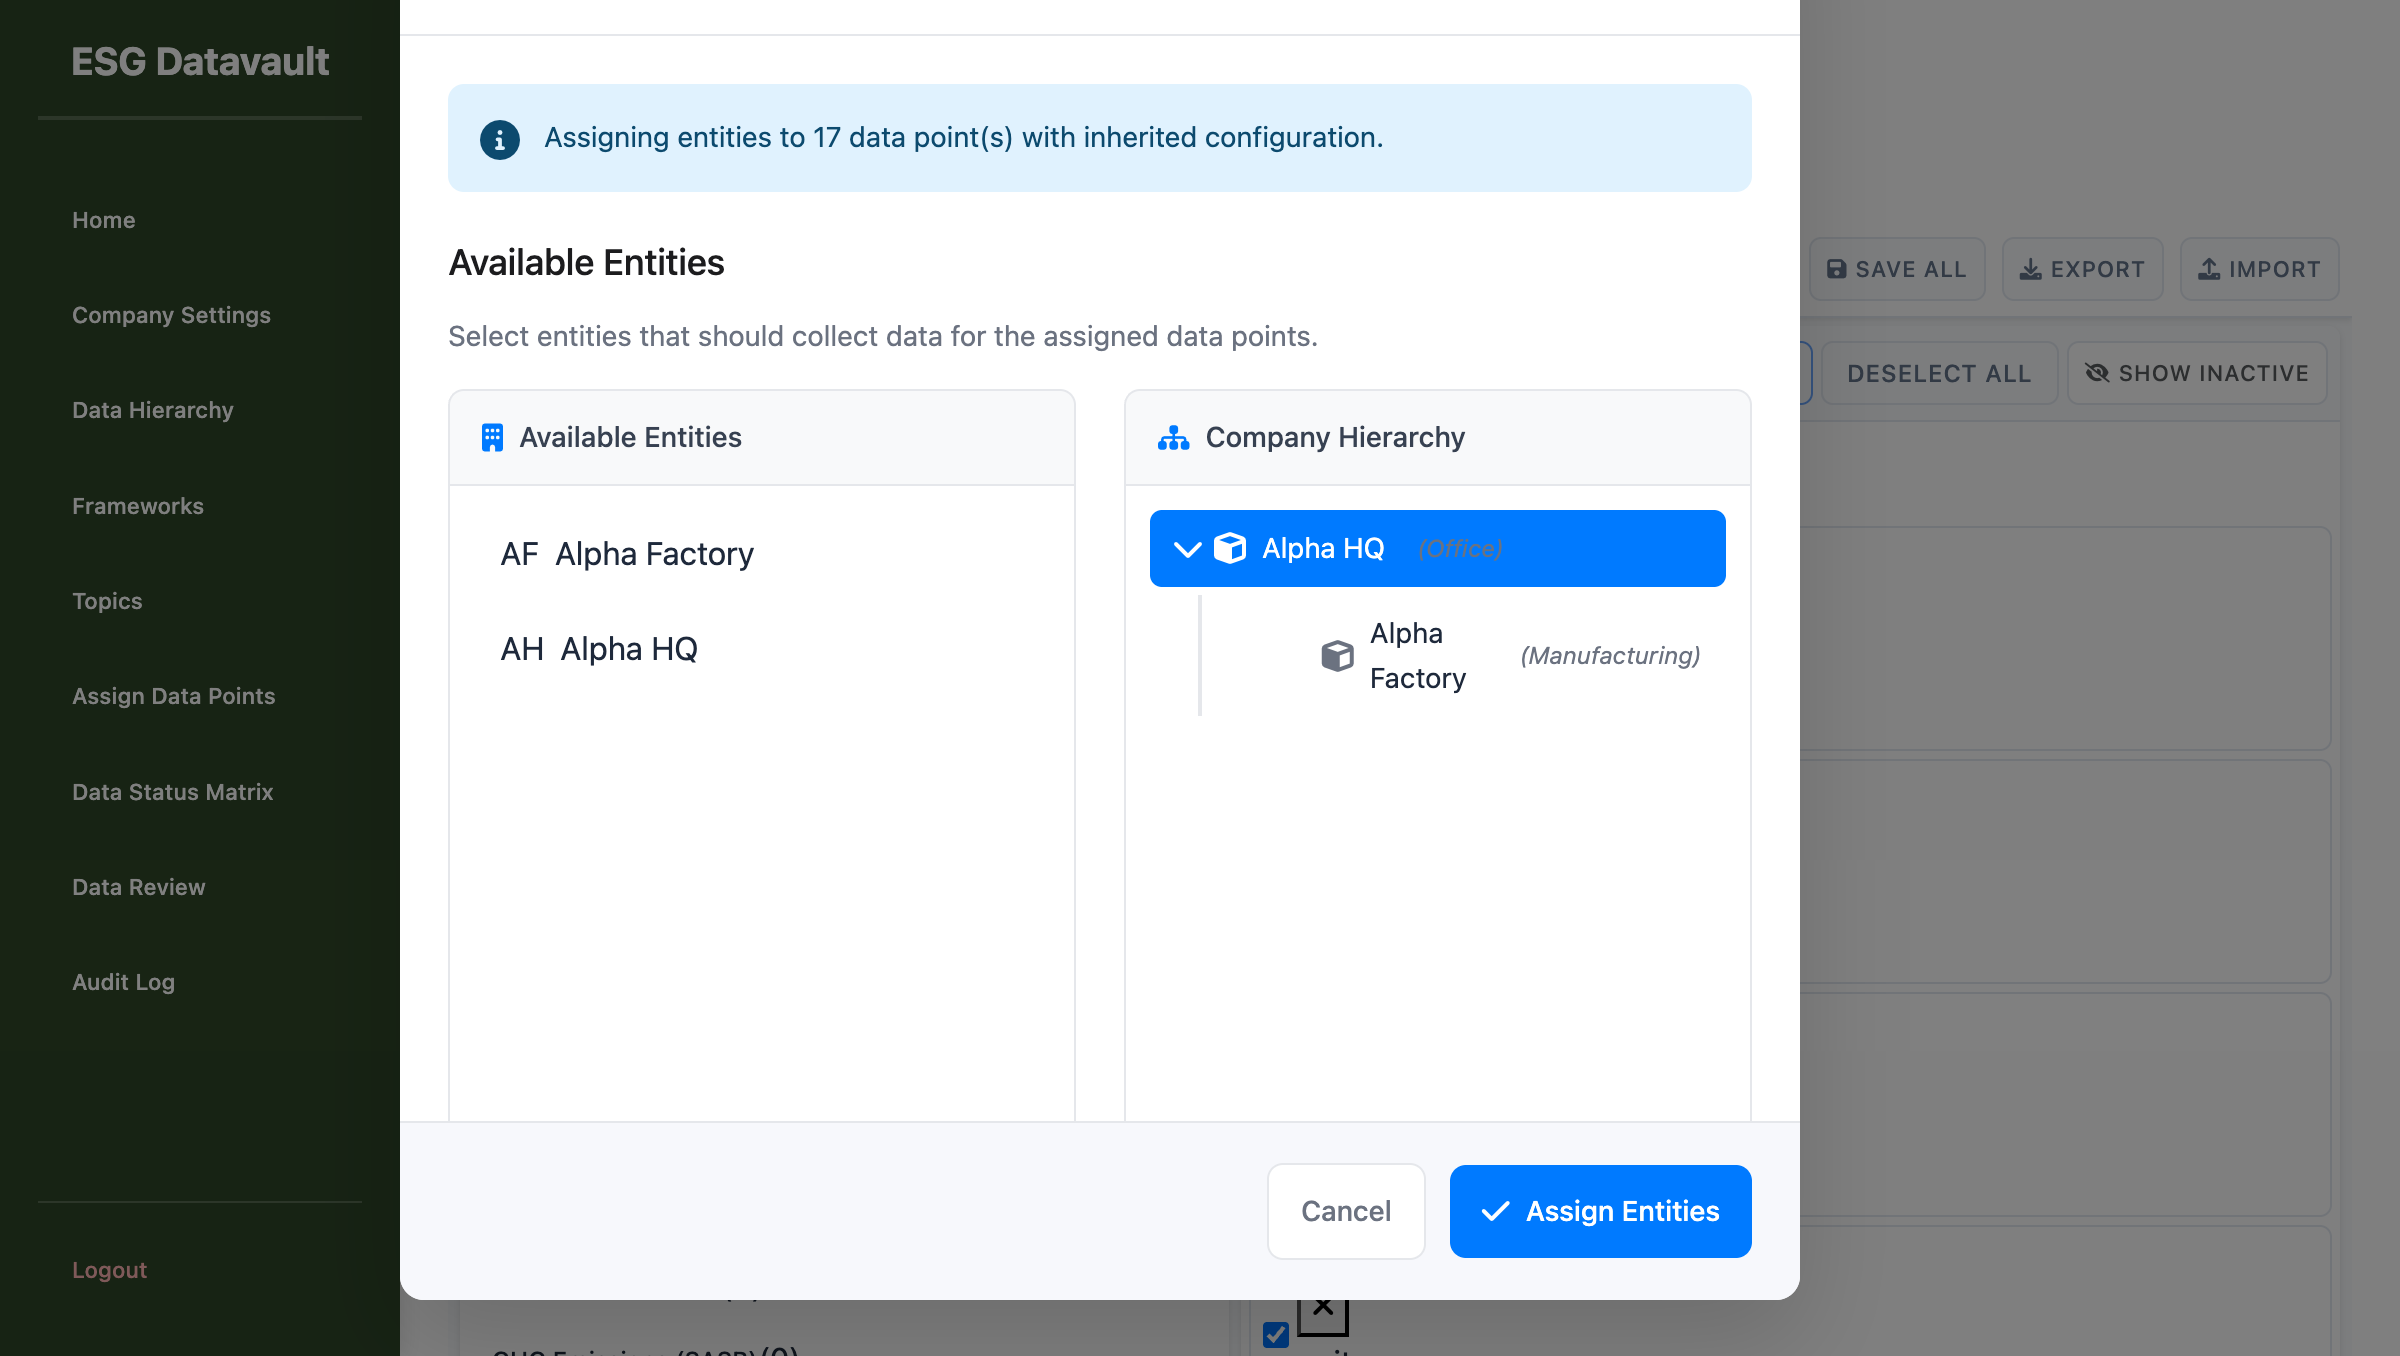 ESG Datavault
Home
Company Settings
Data Hierarchy
Frameworks
Topics
Assign Data Points
Data Status Matrix
Data Review
Audit Log
Logout
Assigning entities to 17 data point(s) with inherited configuration.
Available Entities
Select entities that should collect data for the assigned data points.
Available Entities
AF Alpha Factory
AH Alpha HQ
Company Hierarchy
Alpha HQ (Office)
Alpha
Factory
(Manufacturing)
Cancel
Assign Entities
SAVE ALL
EXPORT
IMPORT
DESELECT ALL
SHOW INACTIVE